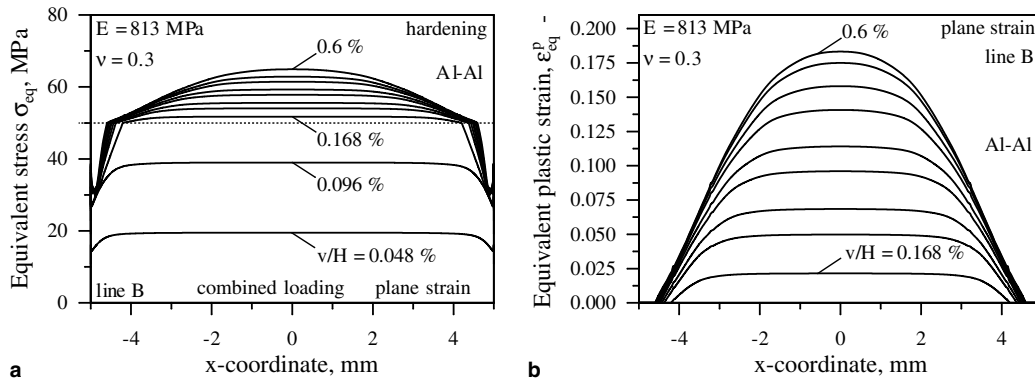 80
60
40
20
0
Equivalent stress σeq, MPa
E = 813 MPa
ν = 0.3
hardening
Al-Al
0.6 %
0.168 %
0.096 %
v/H = 0.048 %
line B
combined loading
plane strain
-4 -2 0 2 4
x-coordinate, mm
a
0.200
0.175
0.150
0.125
0.100
0.075
0.050
0.025
0.000
Equivalent plastic strain, εᵖeq -
E = 813 MPa
ν = 0.3
plane strain
line B
Al-Al
0.6 %
v/H = 0.168 %
-4 -2 0 2 4
x-coordinate, mm
b